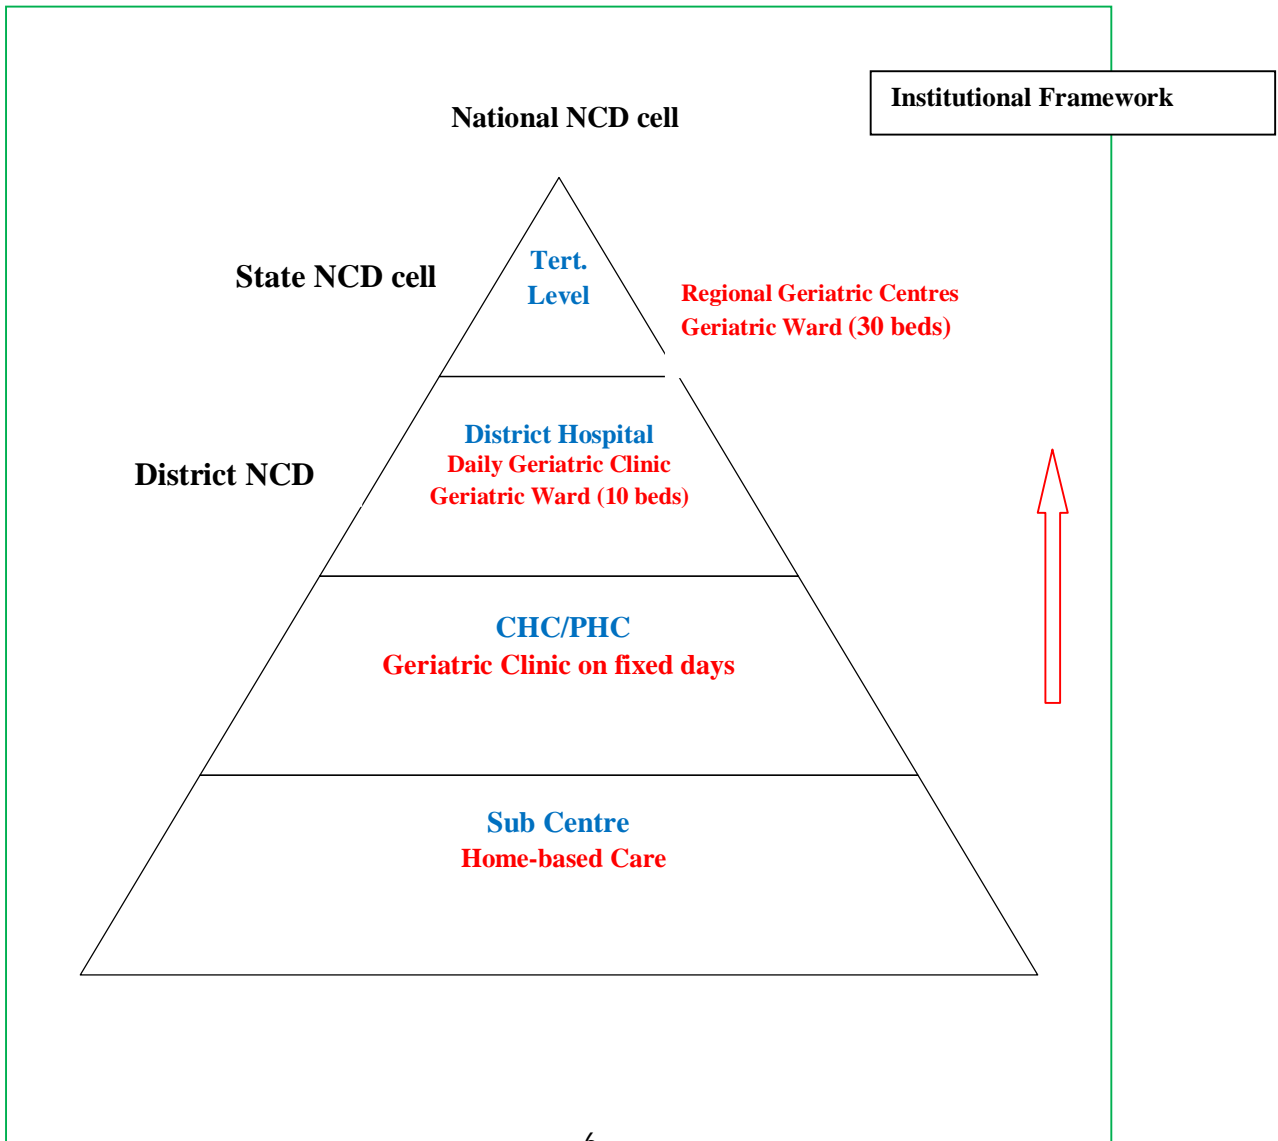 Institutional Framework
National NCD cell
State NCD cell
Tert.
Level
Regional Geriatric Centres
Geriatric Ward (30 beds)
District NCD
District Hospital
Daily Geriatric Clinic
Geriatric Ward (10 beds)
CHC/PHC
Geriatric Clinic on fixed days
Sub Centre
Home-based Care